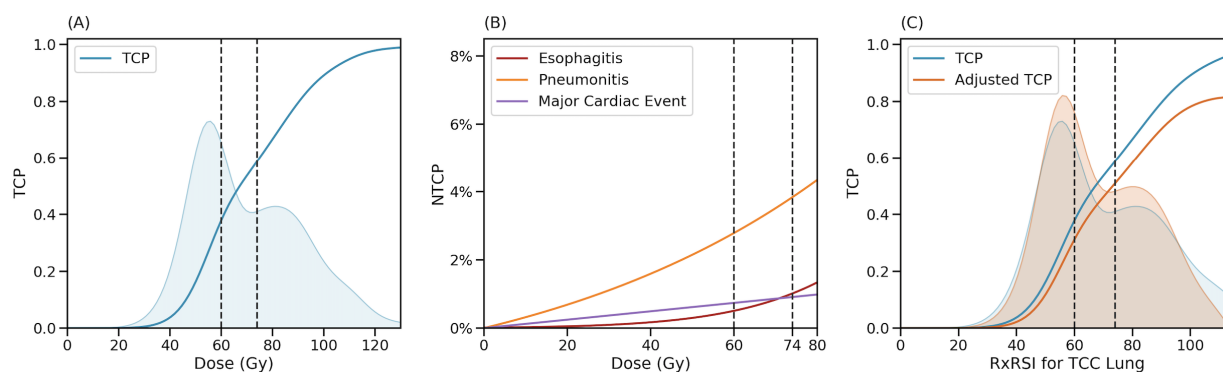 (A)
TCP
1.0
0.8
0.6
0.4
0.2
0.0
TCP
0 20 40 60 80 100 120
Dose (Gy)
(B)
Esophagitis
Pneumonitis
Major Cardiac Event
8%
6%
4%
2%
0%
NTCP
0 20 40 60 74 80
Dose (Gy)
(C)
TCP
Adjusted TCP
1.0
0.8
0.6
0.4
0.2
0.0
TCP
0 20 40 60 80 100
RxRSI for TCC Lung